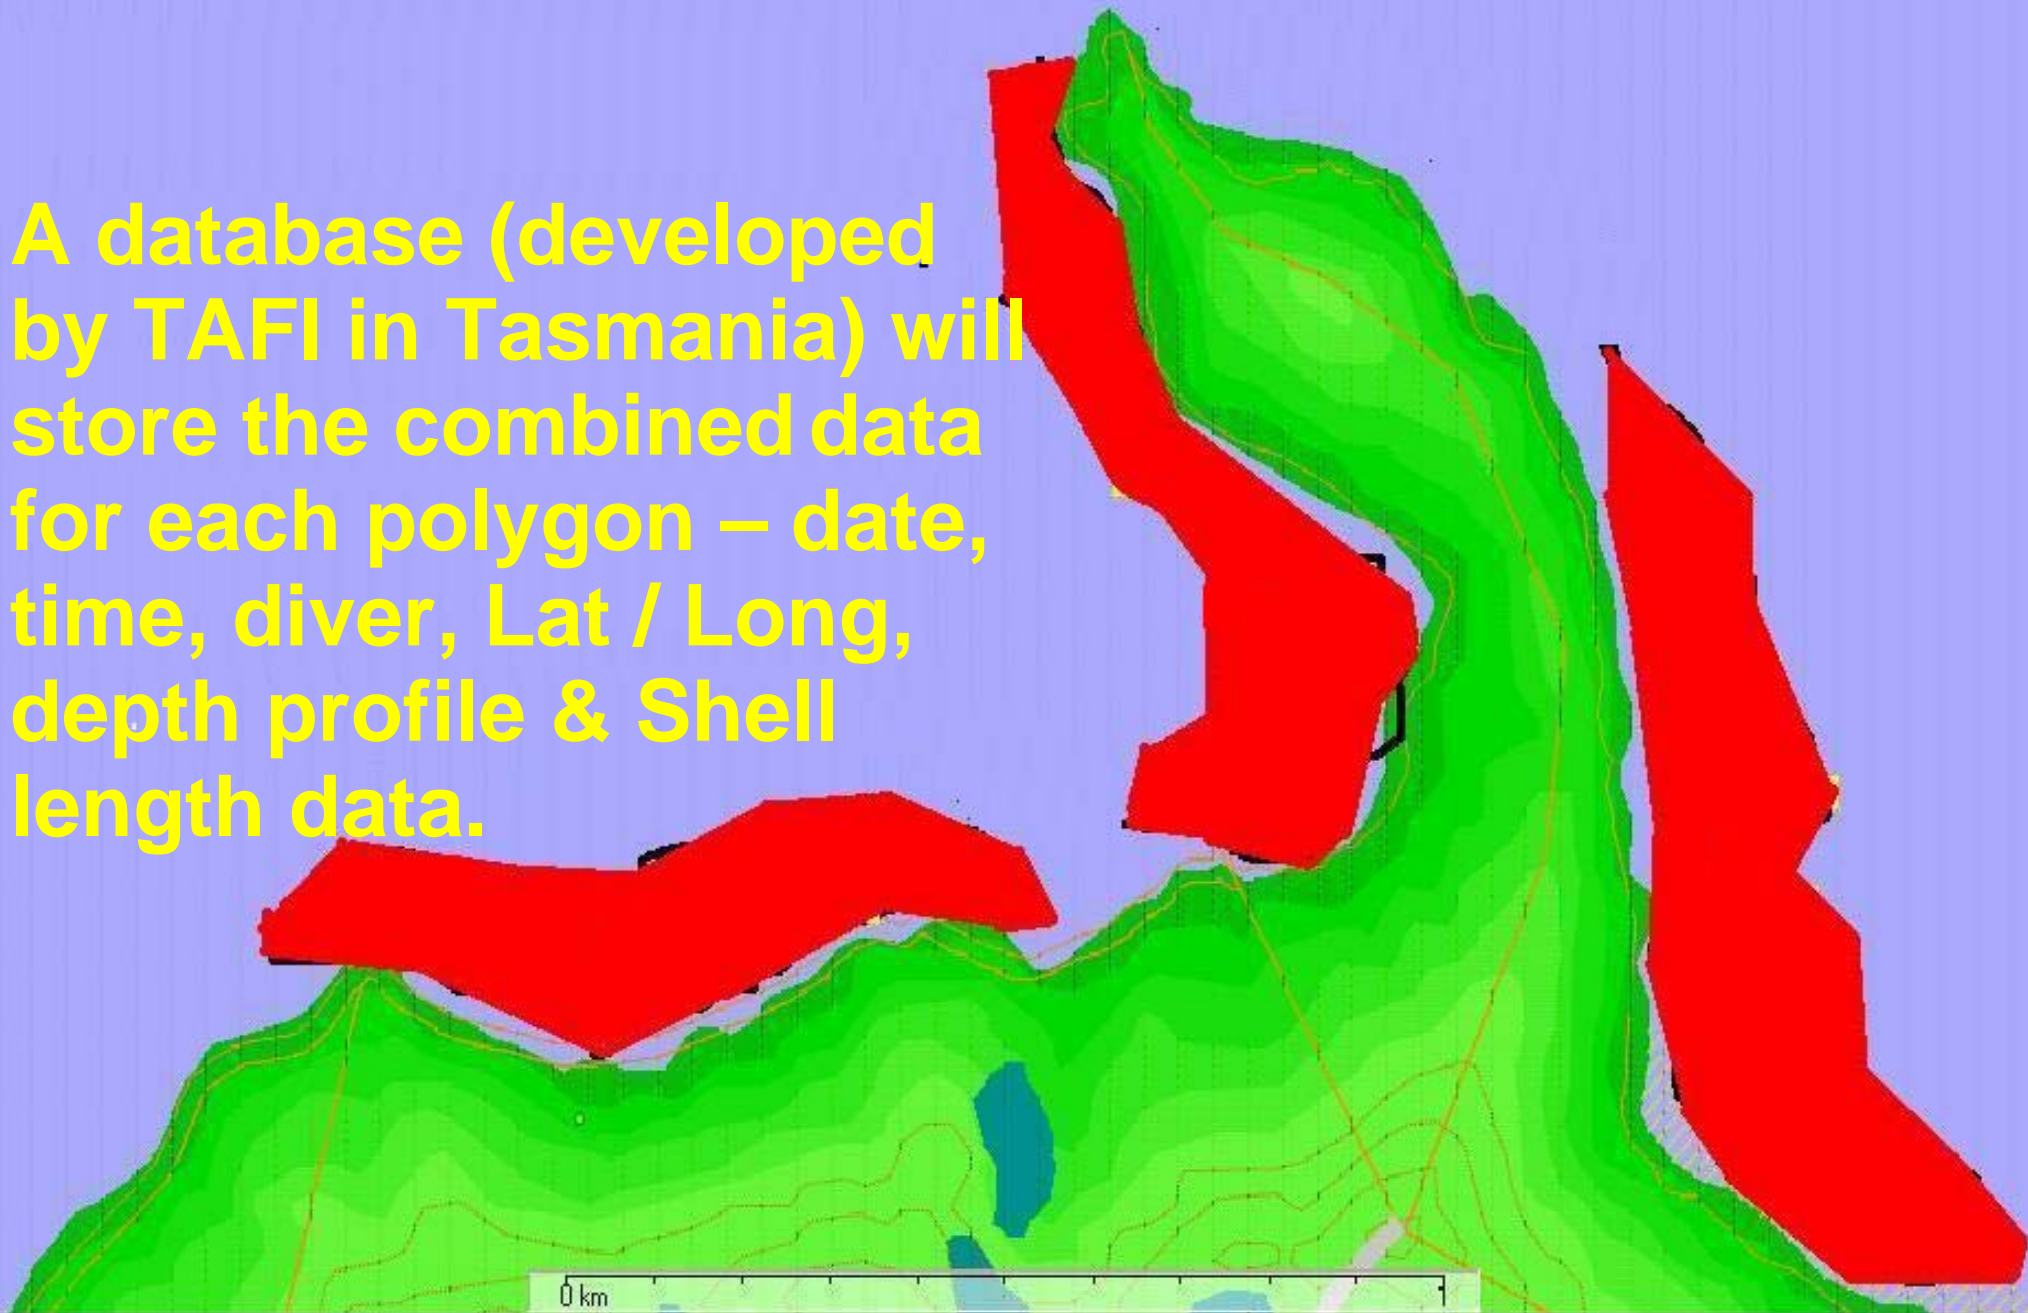 A database (developed
by TAFI in Tasmania) will
store the combined data
for each polygon – date,
time, diver, Lat / Long,
depth profile & Shell
length data.
0 km 1